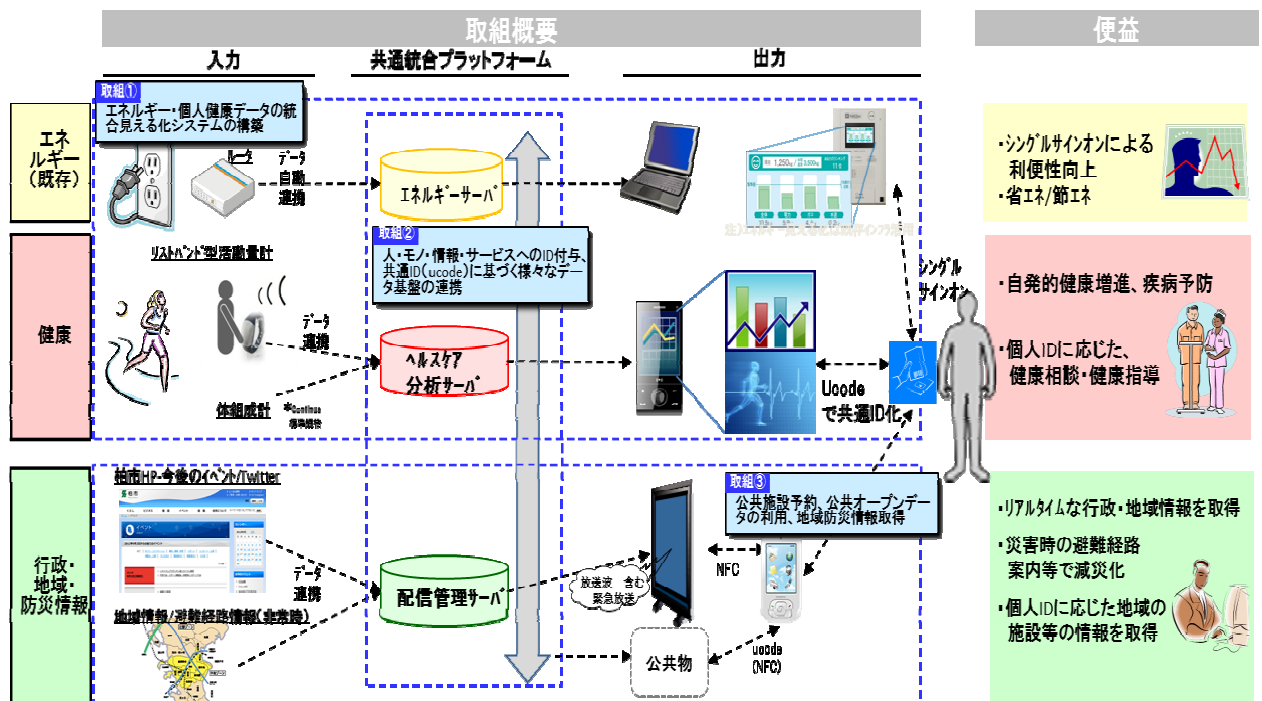 取組概要
便益
入力
共通統合プラットフォーム
出力
取組①
エネルギー・個人健康データの統
合見える化システムの構築
エネ
ルギー
（既存）
ルータ
データ
自動
連携
エネルギーサーバ
・シングルサインオンによる
利便性向上
・省エネ/節エネ
取組②
人・モノ・情報・サービスへのID付与、
共通ID（ucode）に基づく様々なデー
タ基盤の連携
健康
リストバンド型活動量計
データ
連携
体組成計
*Continue
ヘルスケア
分析サーバ
Ucode
で共通ID化
シングル
サインオン
・自発的健康増進、疾病予防
・個人IDに応じた、
健康相談・健康指導
行政・
地域・
防災情報
柏市HP-今後のイベント/Twitter
柏市
イベント
データ
連携
地域情報/避難経路情報（非常時）
配信管理サーバ
放送波 含む
緊急放送
取組③
公共施設予約、公共オープンデー
タの利用、地域防災情報取得
NFC
公共物
ucode
(NFC)
・リアルタイムな行政・地域情報を取得
・災害時の避難経路
案内等で減災化
・個人IDに応じた地域の
施設等の情報を取得